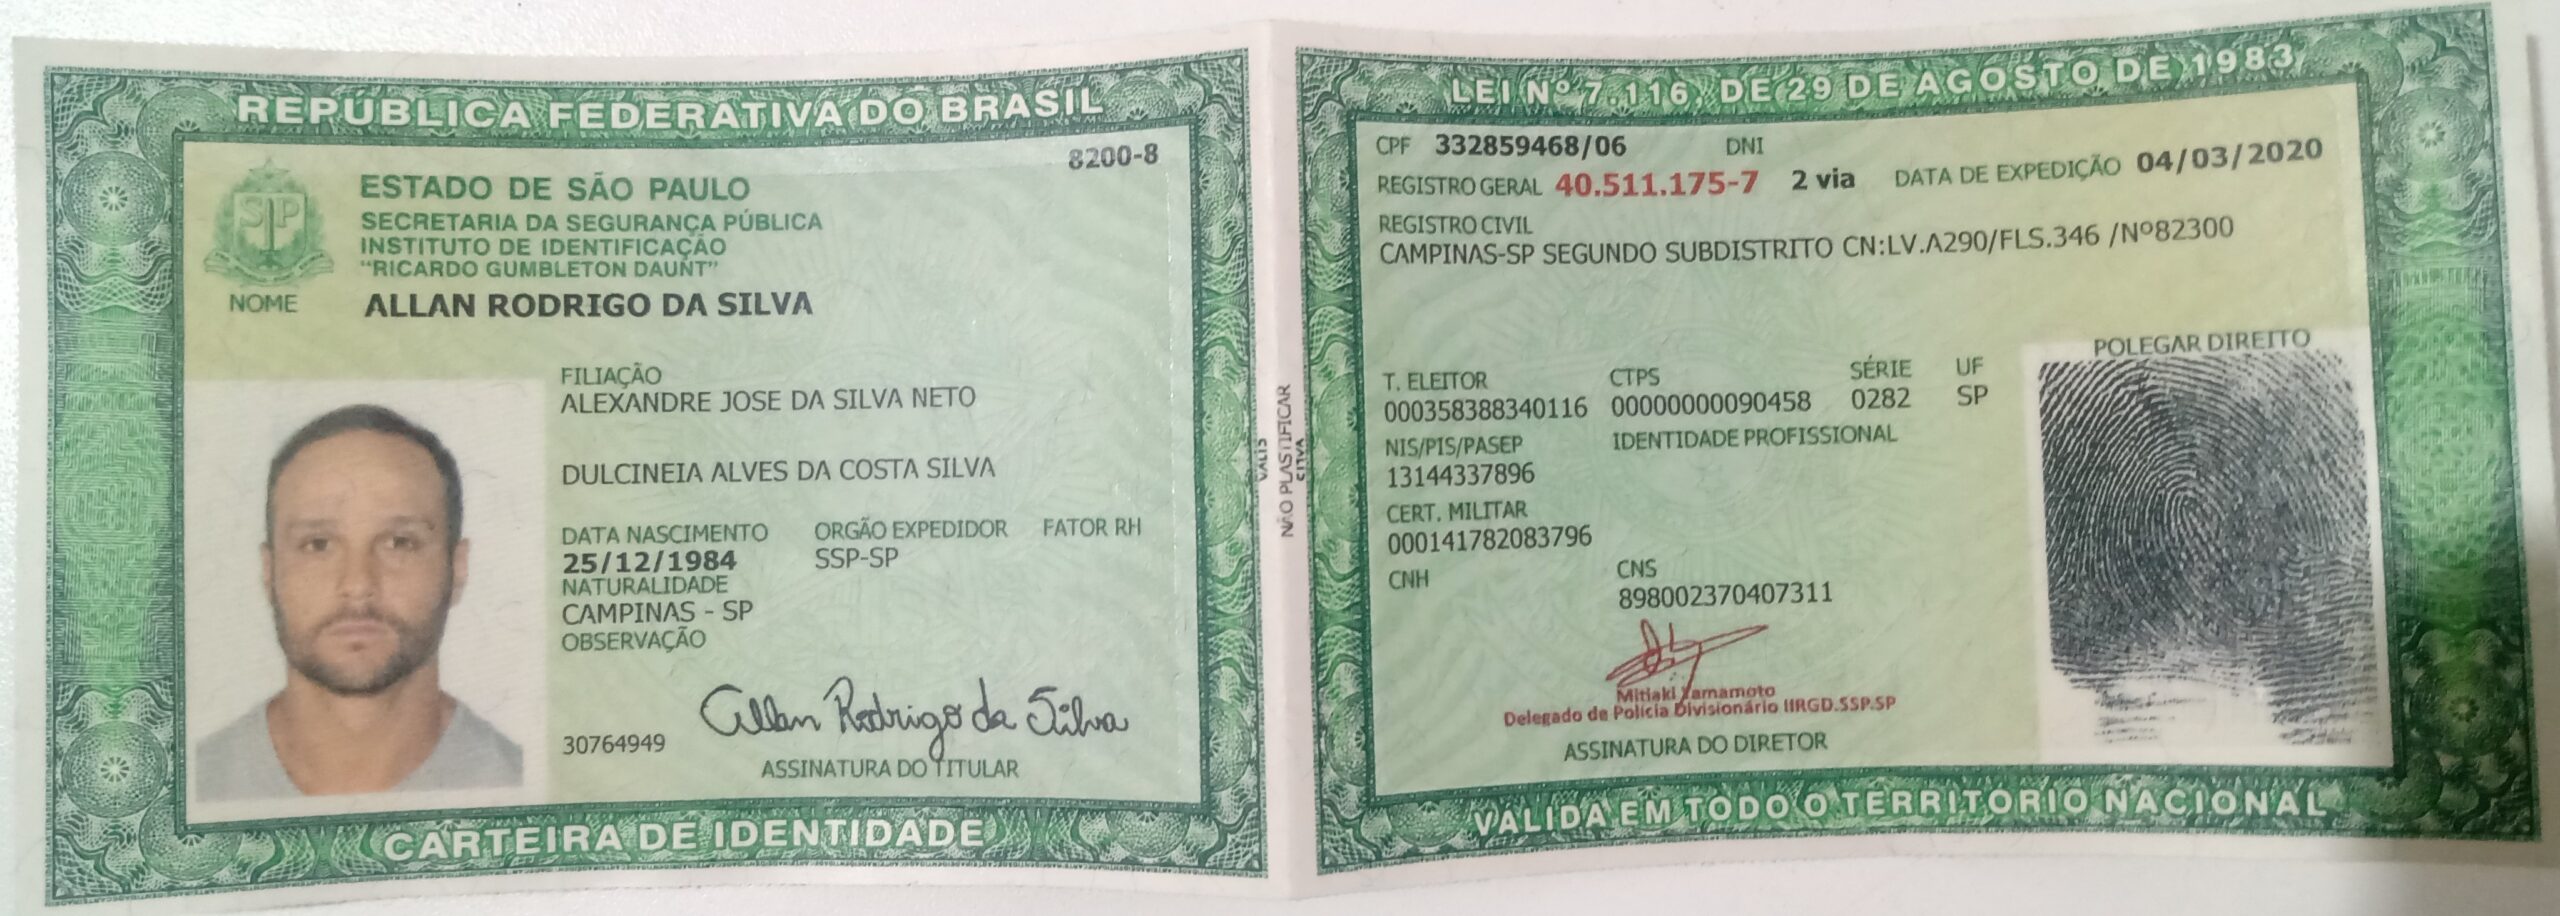 REPÚBLICA FEDERATIVA DO BRASIL
8200-8
ESTADO DE SÃO PAULO
SECRETARIA DA SEGURANÇA PÚBLICA
INSTITUTO DE IDENTIFICAÇÃO
"RICARDO GUMBLETON DAUNT"
NOME ALLAN RODRIGO DA SILVA
FILIAÇÃO
ALEXANDRE JOSE DA SILVA NETO
DULCINEIA ALVES DA COSTA SILVA
DATA NASCIMENTO ORGÃO EXPEDIDOR FATOR RH
25/12/1984 SSP-SP
NATURALIDADE
CAMPINAS - SP
OBSERVAÇÃO
Allan Rodrigo da Silva
30764949
ASSINATURA DO TITULAR
CARTEIRA DE IDENTIDADE
NÃO PLASTIFICAR
LEI Nº 7.116, DE 29 DE AGOSTO DE 1983
CPF 332859468/06 DNI
REGISTRO GERAL 40.511.175-7 2 via DATA DE EXPEDIÇÃO 04/03/2020
REGISTRO CIVIL
CAMPINAS-SP SEGUNDO SUBDISTRITO CN:LV.A290/FLS.346 /Nº82300
POLEGAR DIREITO
T. ELEITOR CTPS SÉRIE UF
000358388340116 00000000090458 0282 SP
NIS/PIS/PASEP IDENTIDADE PROFISSIONAL
13144337896
CERT. MILITAR
000141782083796
CNH CNS
898002370407311
Mitiaki Yamamoto
Delegado de Polícia Divisionário IIRGD.SSP.SP
ASSINATURA DO DIRETOR
VALIDA EM TODO O TERRITÓRIO NACIONAL